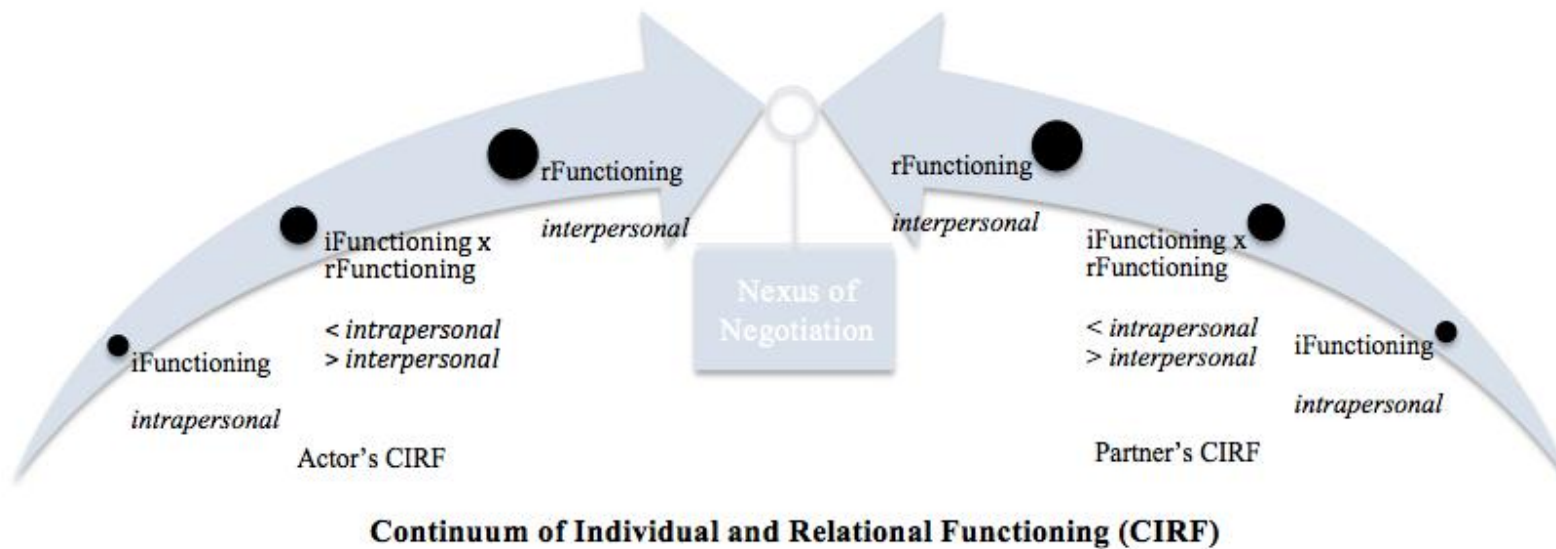 rFunctioning
interpersonal
iFunctioning x
rFunctioning
< intrapersonal
> interpersonal
iFunctioning
intrapersonal
Actor's CIRF
Nexus of
Negotiation
rFunctioning
interpersonal
iFunctioning x
rFunctioning
< intrapersonal
> interpersonal
iFunctioning
intrapersonal
Partner's CIRF
Continuum of Individual and Relational Functioning (CIRF)